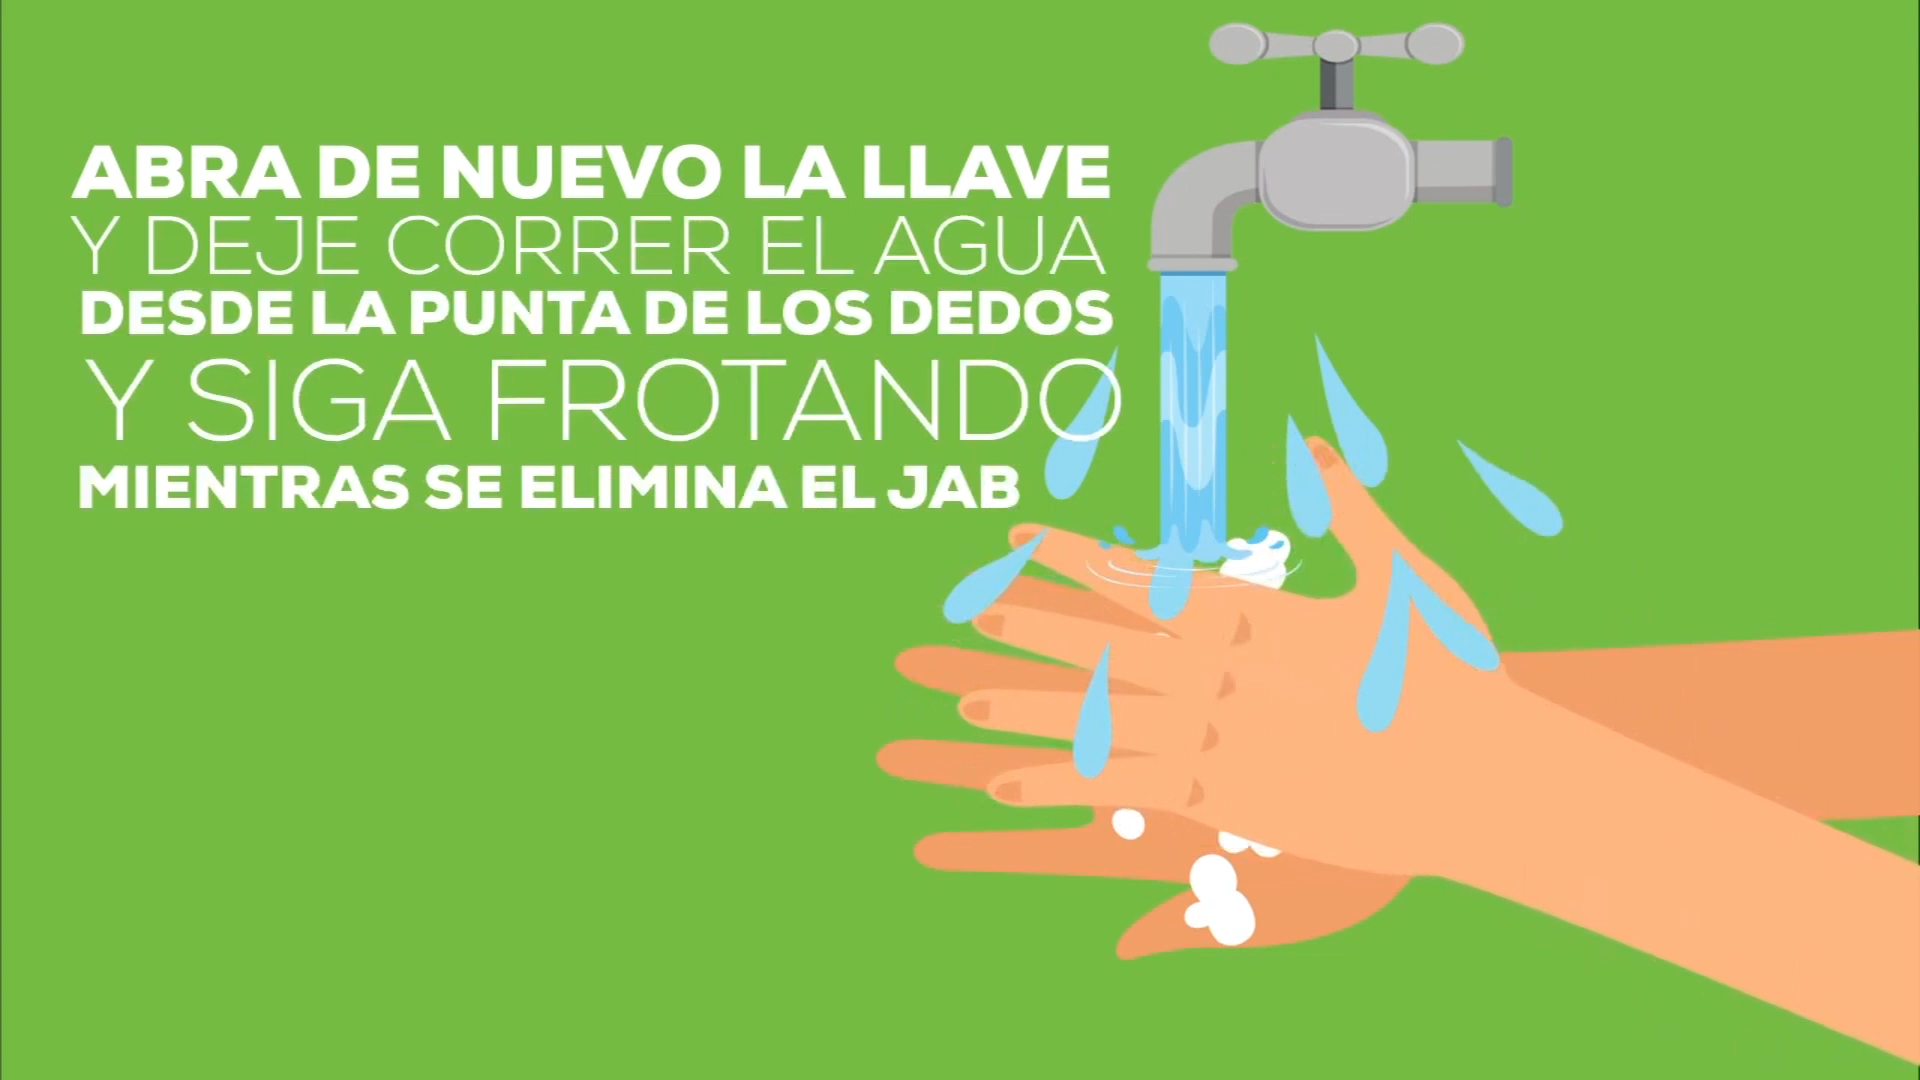 ABRA DE NUEVO LA LLAVE
Y DEJE CORRER EL AGUA
DESDE LA PUNTA DE LOS DEDOS
Y SIGA FROTANDO
MIENTRAS SE ELIMINA EL JAB